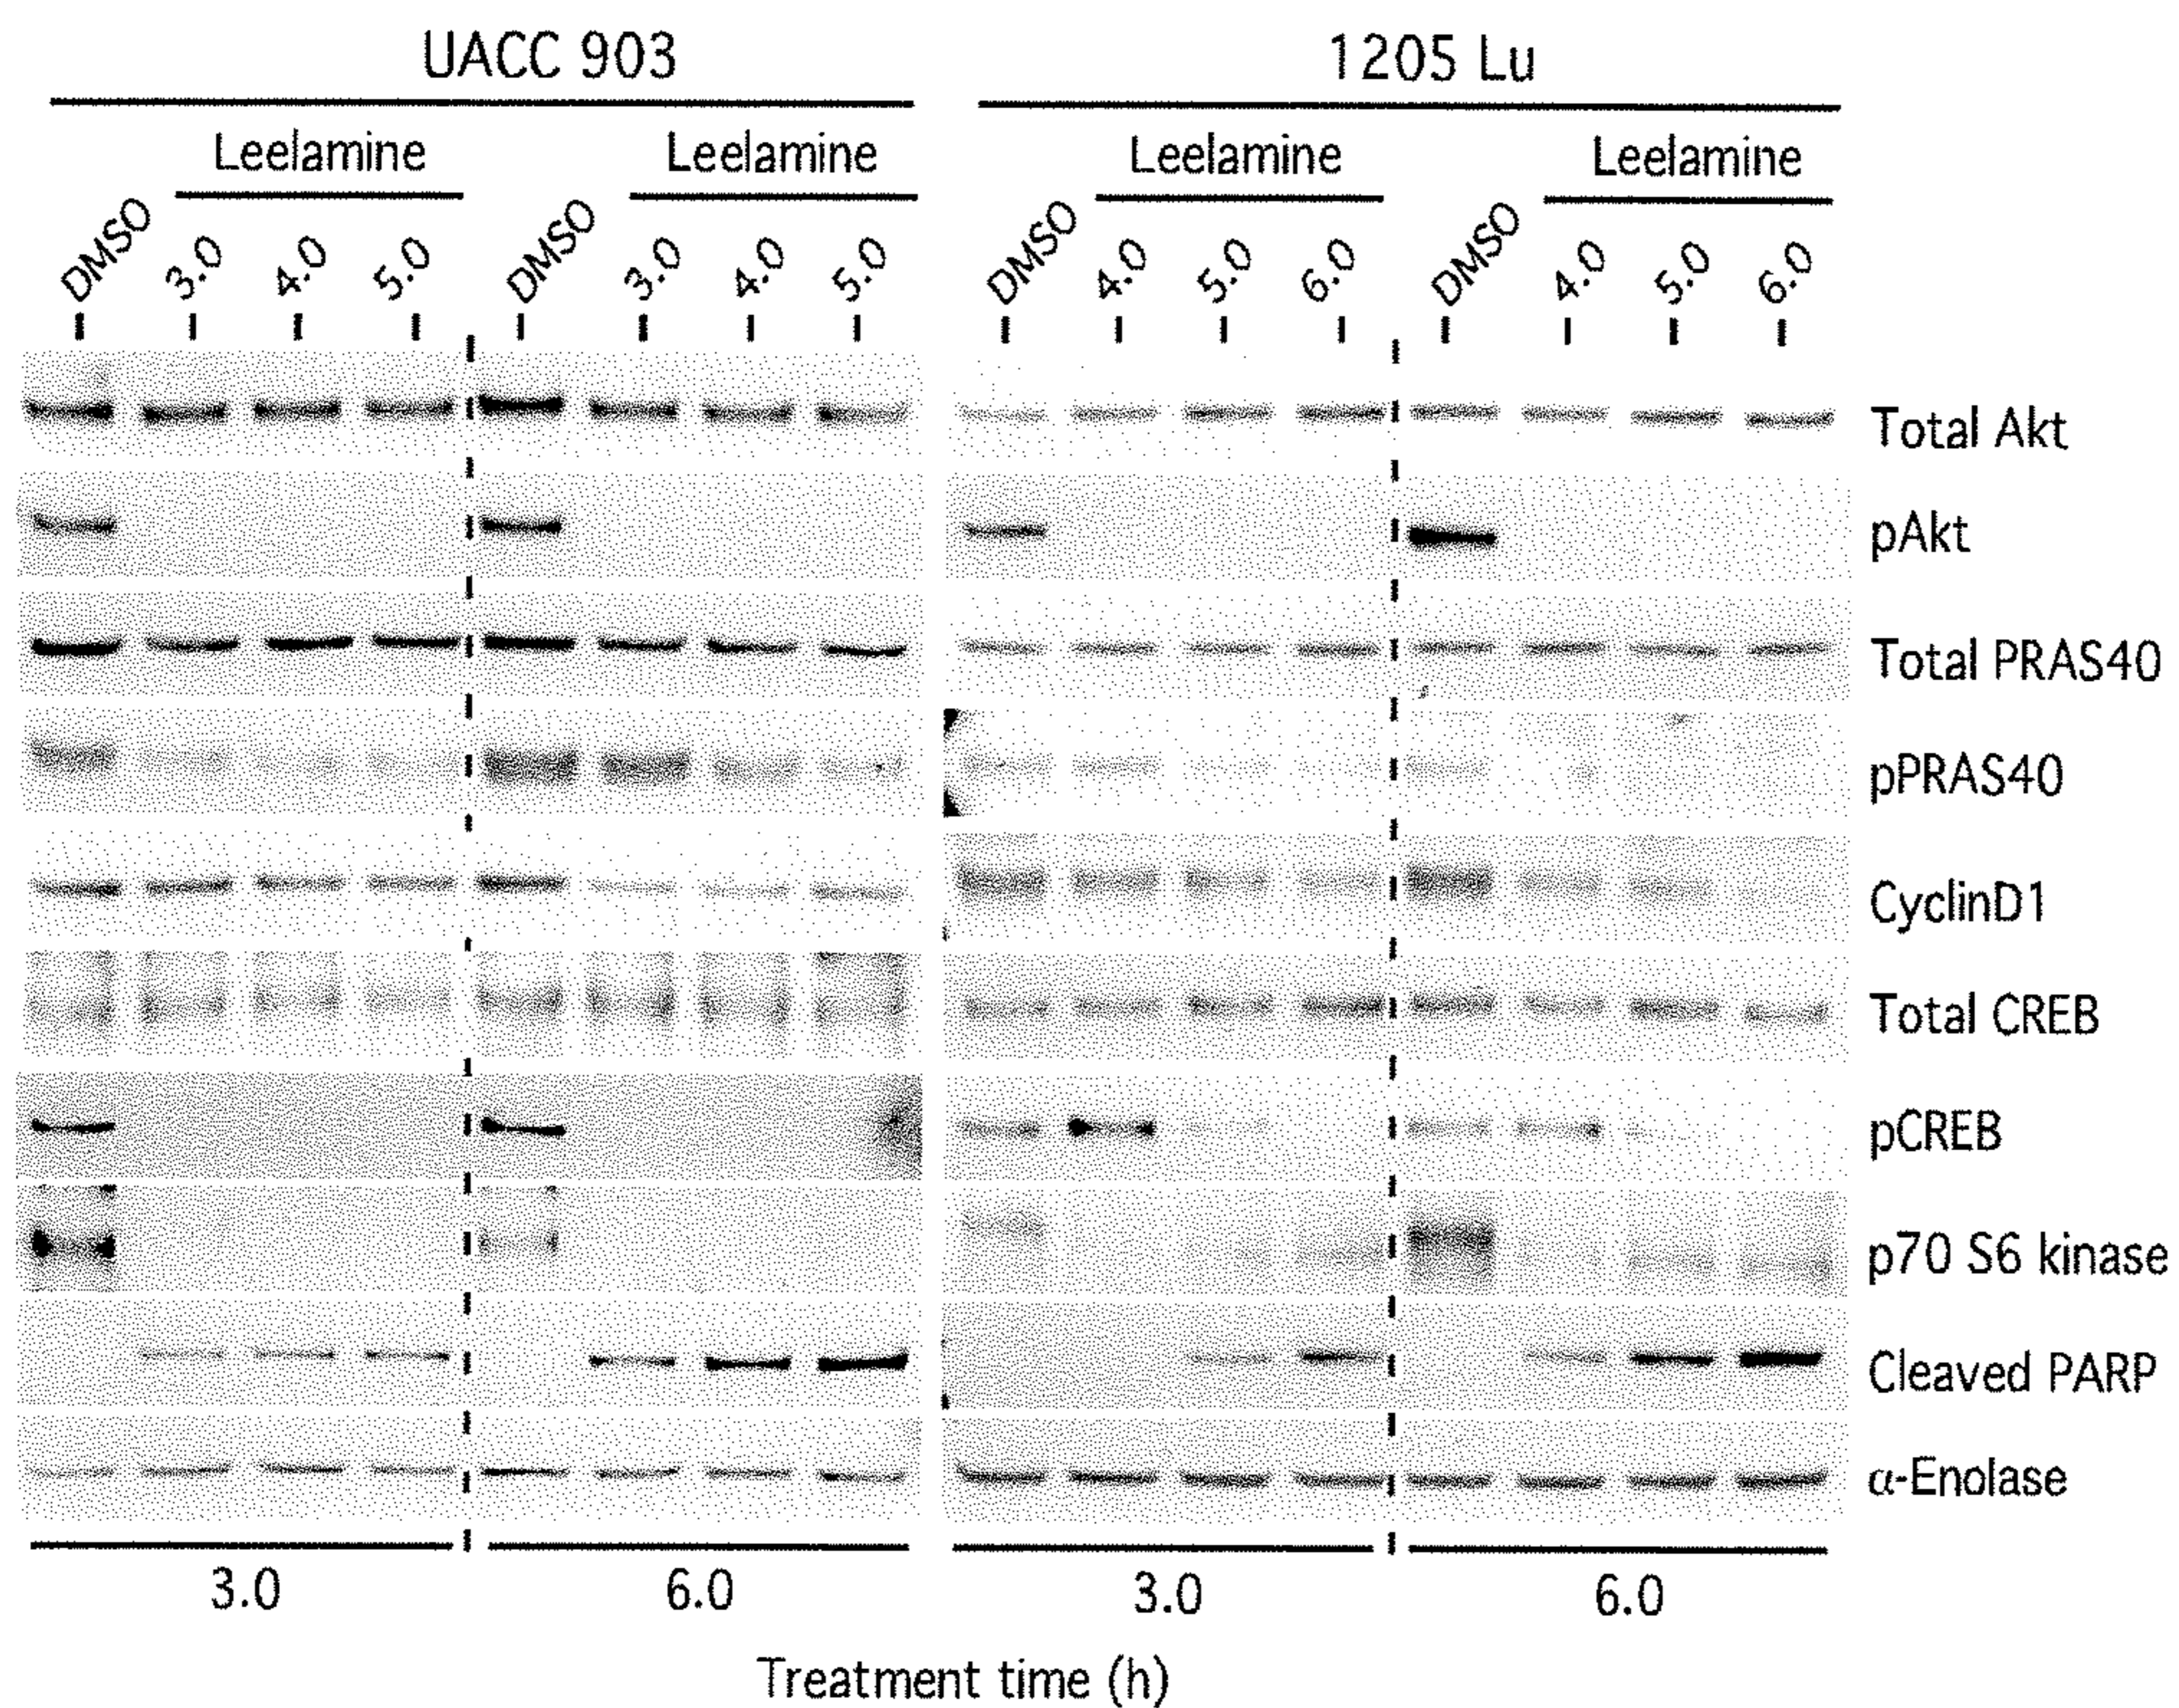 UACC 903 1205 Lu
Leelamine Leelamine Leelamine Leelamine
DMSO 3.0 4.0 5.0 DMSO 3.0 4.0 5.0 DMSO 4.0 5.0 6.0 DMSO 4.0 5.0 6.0
Total Akt
pAkt
Total PRAS40
pPRAS40
CyclinD1
Total CREB
pCREB
p70 S6 kinase
Cleaved PARP
α-Enolase
3.0 6.0 3.0 6.0
Treatment time (h)